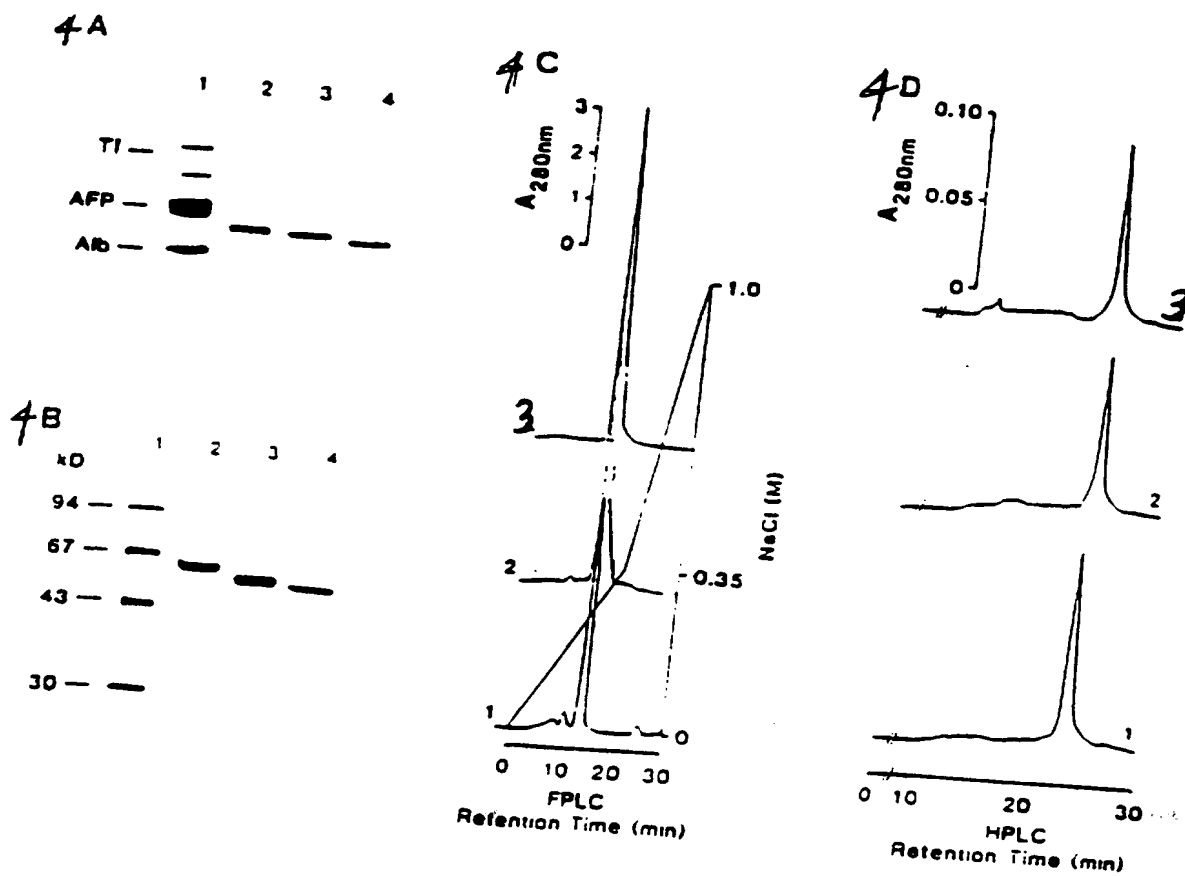 4A
1 2 3 4
Tf
AFP
Alb
4B
kD
1 2 3 4
94
67
43
30
4C
A280nm
3
2
1
0
1.0
3
2
1
0.35
0
NaCl (M)
0 10 20 30
FPLC
Retention Time (min)
4D
A280nm
0.10
0.05
0
3
2
1
0 10 20 30
HPLC
Retention Time (min)